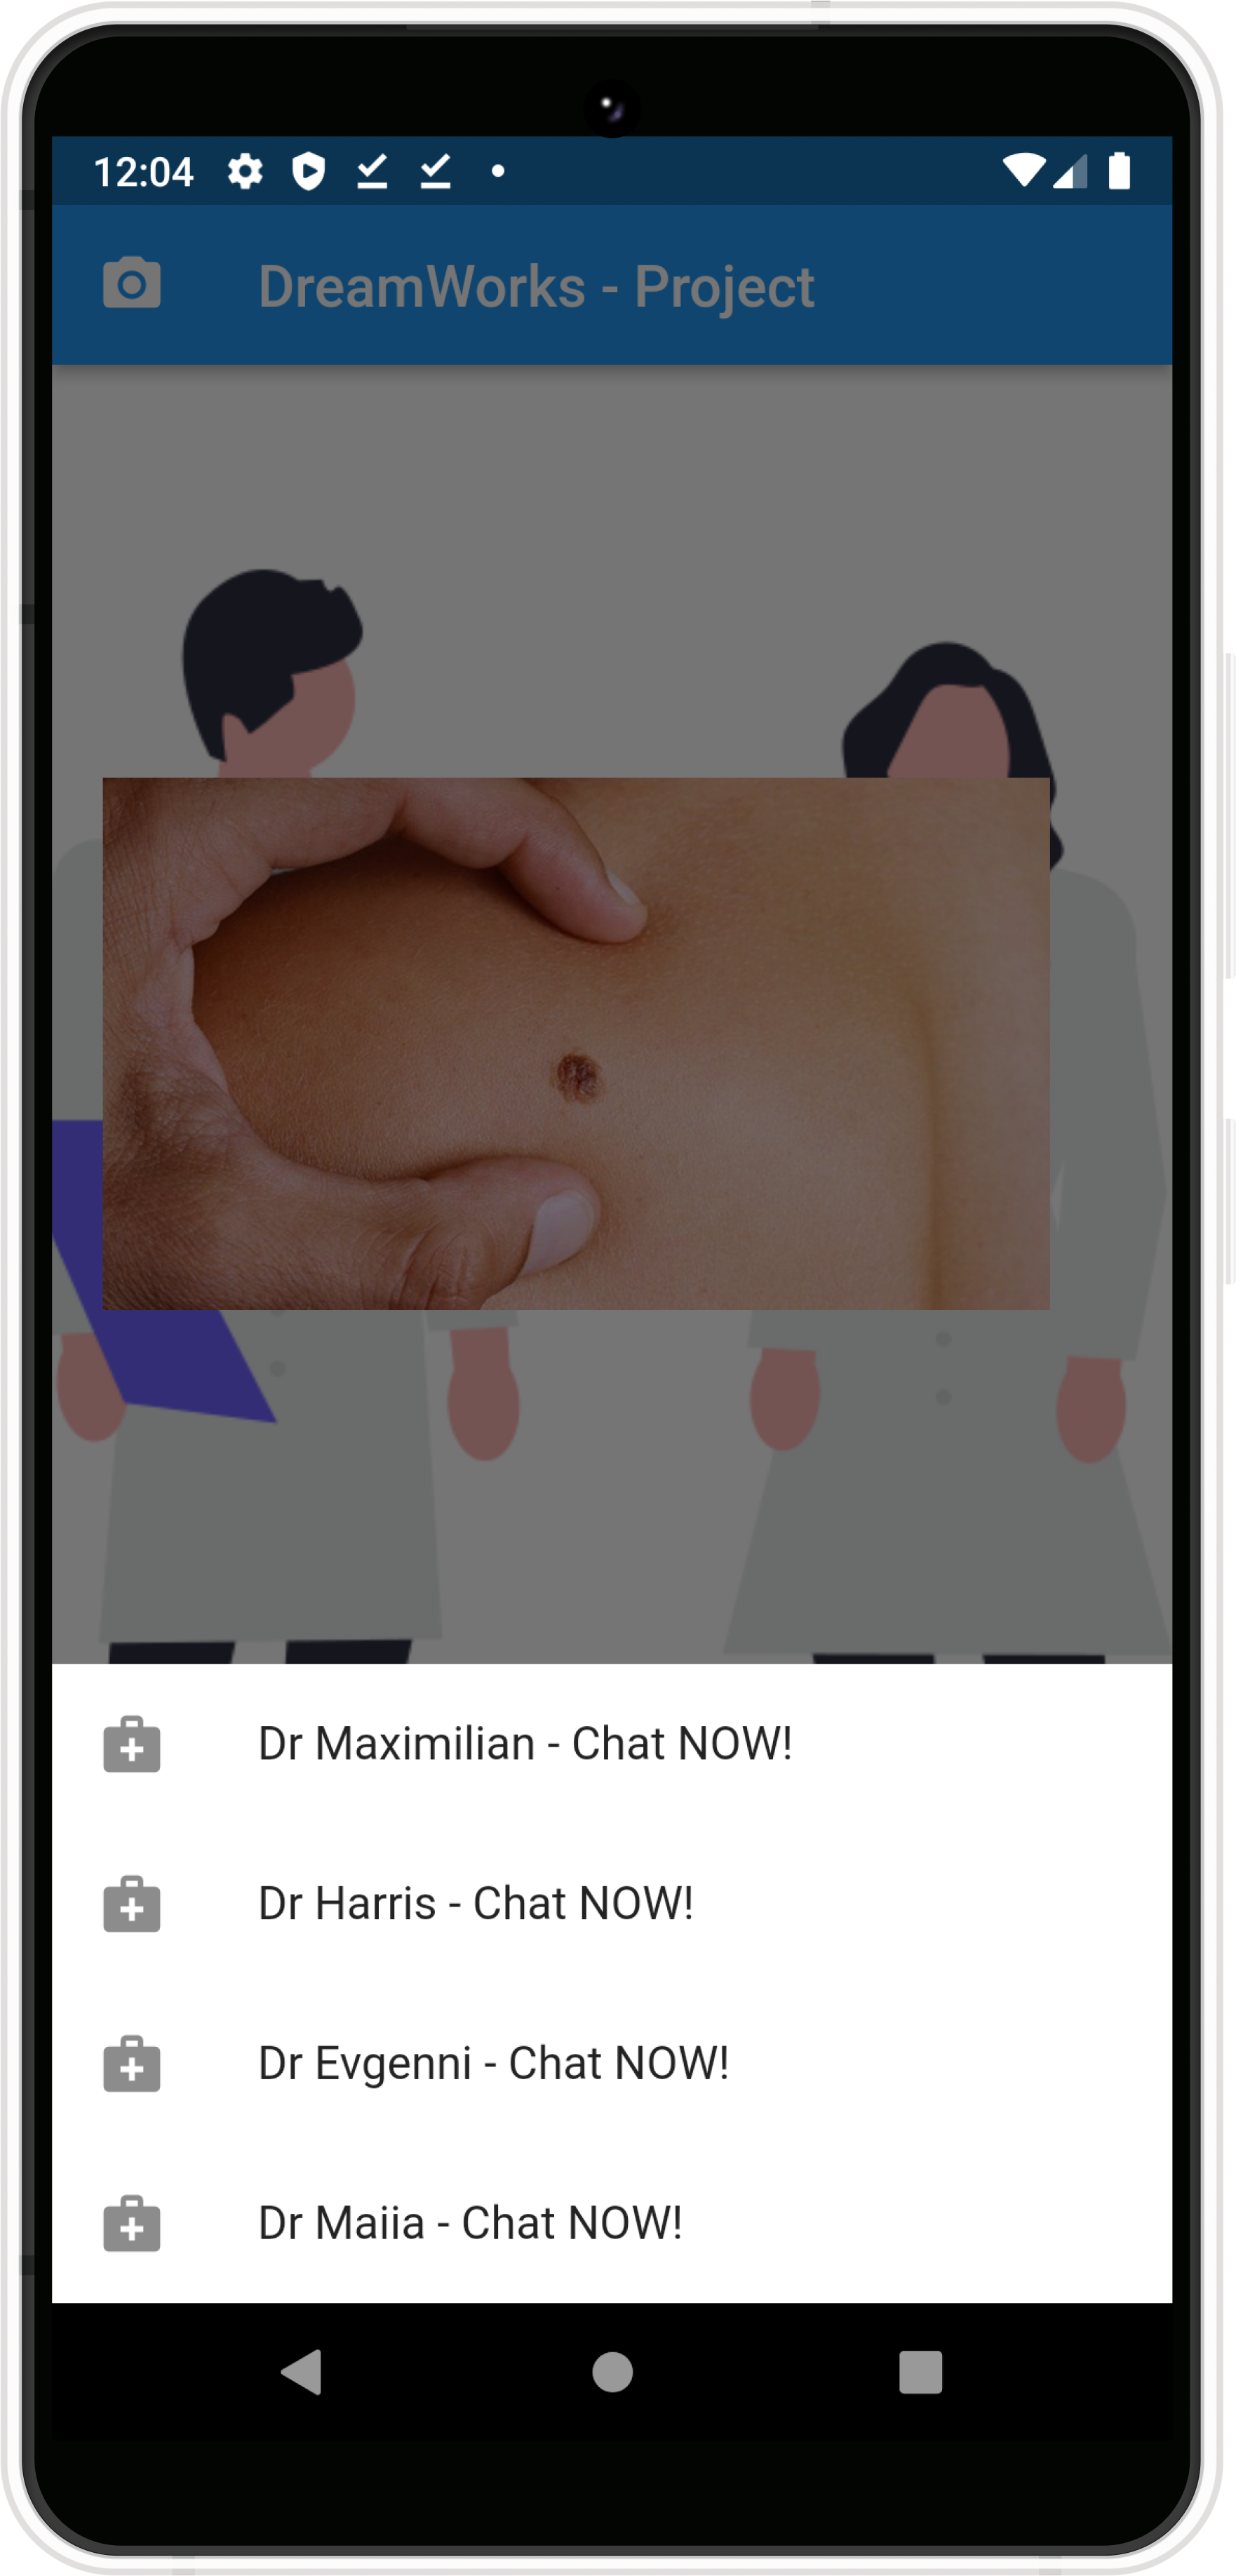 12:04
DreamWorks - Project
Dr Maximilian - Chat NOW!
Dr Harris - Chat NOW!
Dr Evgenni - Chat NOW!
Dr Maiia - Chat NOW!